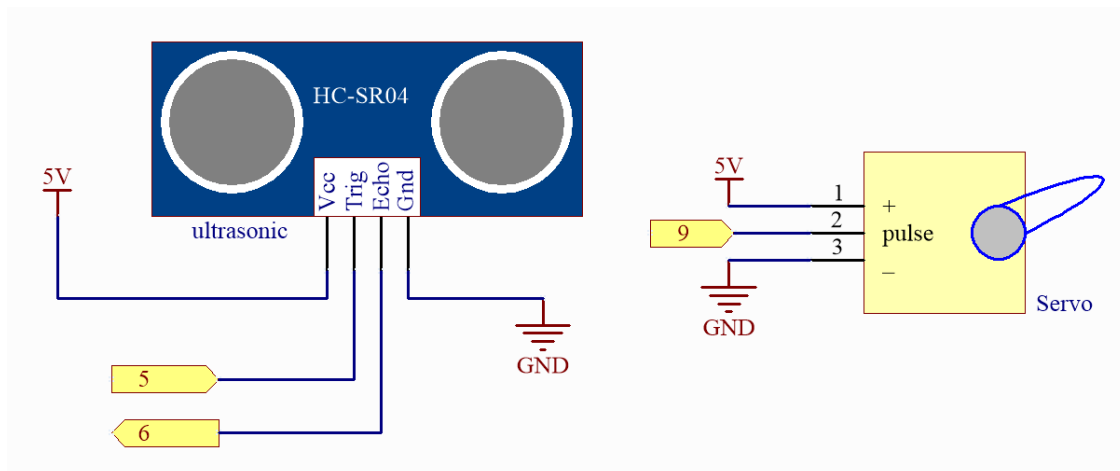 HC-SR04
Vcc
Trig
Echo
Gnd
ultrasonic
5V
GND
5
6
5V
1
+
9
2
pulse
3
–
GND
Servo